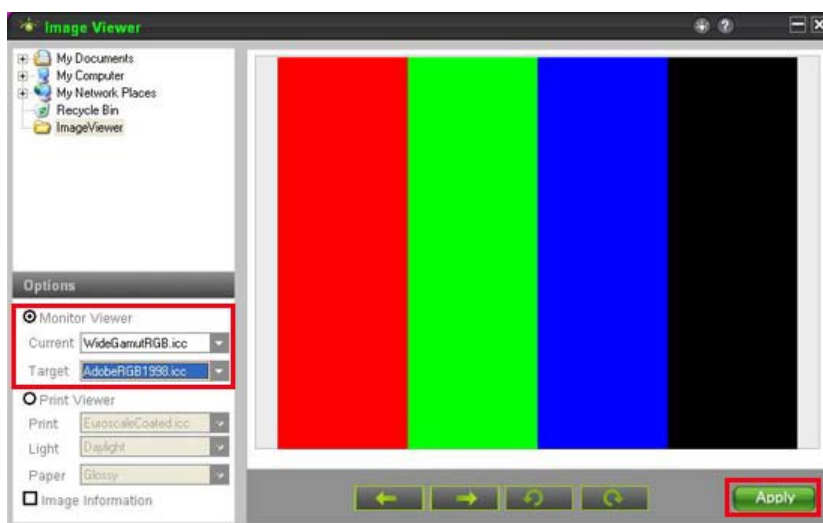 Image Viewer
My Documents
My Computer
My Network Places
Recycle Bin
ImageViewer
Options
Monitor Viewer
Current WideGamutRGB.icc
Target AdobeRGB1998.icc
Print Viewer
Print EuroscaleCoated.icc
Light Daylight
Paper Glossy
Image Information
Apply